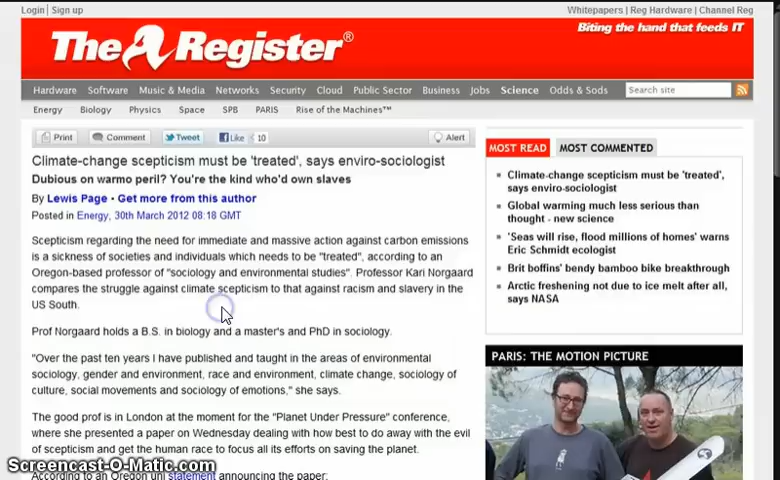 Login | Sign up
Whitepapers | Reg Hardware | Channel Reg
The Register®
Biting the hand that feeds IT
Hardware Software Music & Media Networks Security Cloud Public Sector Business Jobs Science Odds & Sods Search site
Energy Biology Physics Space SPB PARIS Rise of the Machines™
Print Comment Tweet Like 10 Alert
Climate-change scepticism must be 'treated', says enviro-sociologist
Dubious on warmo peril? You're the kind who'd own slaves
By Lewis Page • Get more from this author
Posted in Energy, 30th March 2012 08:18 GMT
Scepticism regarding the need for immediate and massive action against carbon emissions
is a sickness of societies and individuals which needs to be "treated", according to an
Oregon-based professor of "sociology and environmental studies". Professor Kari Norgaard
compares the struggle against climate scepticism to that against racism and slavery in the
US South.
Prof Norgaard holds a B.S. in biology and a master's and PhD in sociology.
"Over the past ten years I have published and taught in the areas of environmental
sociology, gender and environment, race and environment, climate change, sociology of
culture, social movements and sociology of emotions," she says.
The good prof is in London at the moment for the "Planet Under Pressure" conference,
where she presented a paper on Wednesday dealing with how best to do away with the evil
of scepticism and get the human race to focus all its efforts on saving the planet.
According to an Oregon uni statement announcing the paper:
MOST READ MOST COMMENTED
Climate-change scepticism must be 'treated',
says enviro-sociologist
Global warming much less serious than
thought - new science
'Seas will rise, flood millions of homes' warns
Eric Schmidt ecologist
Brit boffins' bendy bamboo bike breakthrough
Arctic freshening not due to ice melt after all,
says NASA
PARIS: THE MOTION PICTURE
Screencast-O-Matic.com